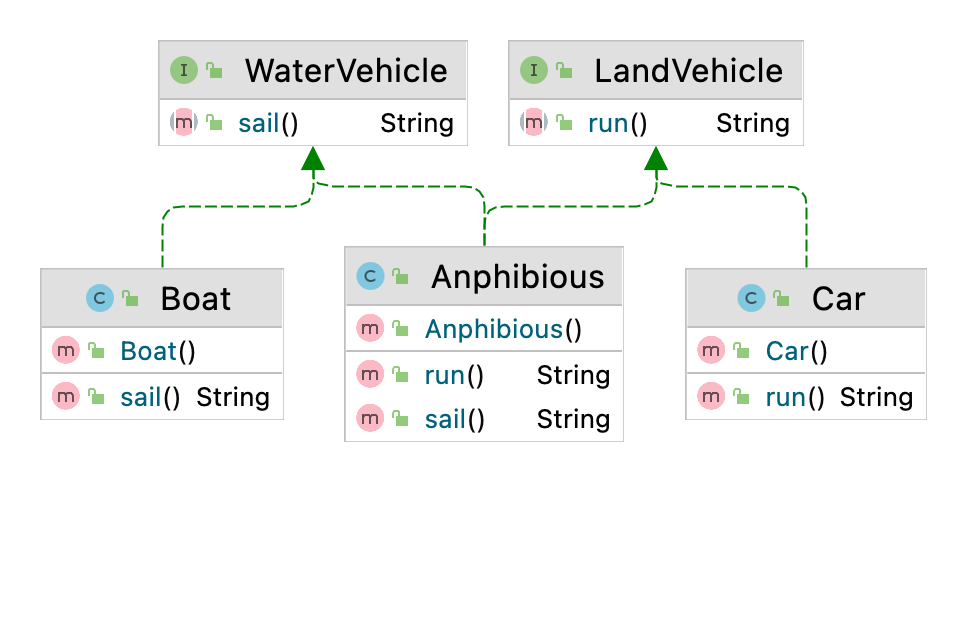 I WaterVehicle
m sail() String
I LandVehicle
m run() String
C Boat
m Boat()
m sail() String
C Anphibious
m Anphibious()
m run() String
m sail() String
C Car
m Car()
m run() String